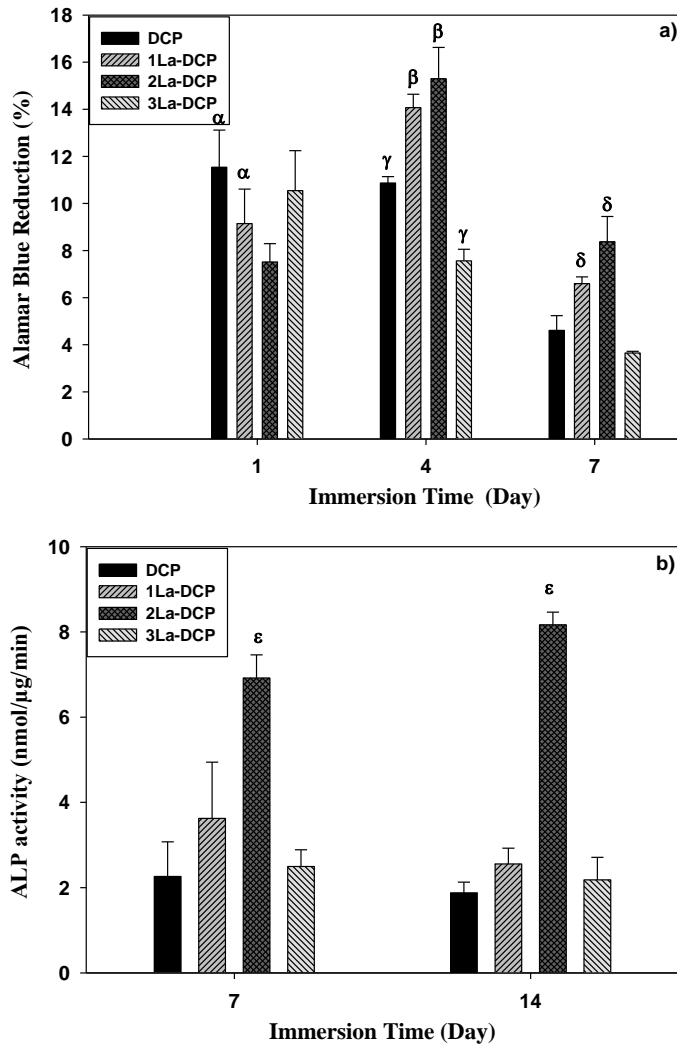 a)
DCP
1La-DCP
2La-DCP
3La-DCP
Alamar Blue Reduction (%)
18
16
14
12
10
8
6
4
2
0
α
α
γ
β
β
γ
δ
δ
1 4 7
Immersion Time (Day)
b)
DCP
1La-DCP
2La-DCP
3La-DCP
ALP activity (nmol/µg/min)
10
8
6
4
2
0
ε
ε
7 14
Immersion Time (Day)